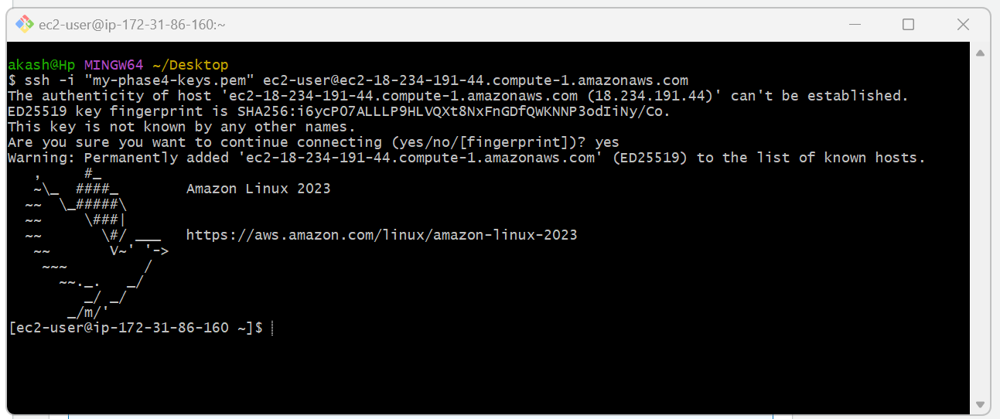 ec2-user@ip-172-31-86-160:~
akash@Hp MINGW64 ~/Desktop
$ ssh -i "my-phase4-keys.pem" ec2-user@ec2-18-234-191-44.compute-1.amazonaws.com
The authenticity of host 'ec2-18-234-191-44.compute-1.amazonaws.com (18.234.191.44)' can't be established.
ED25519 key fingerprint is SHA256:i6ycPO7ALLLP9HLVQXt8NxFnGDfQWKNNP3odIiNy/Co.
This key is not known by any other names.
Are you sure you want to continue connecting (yes/no/[fingerprint])? yes
Warning: Permanently added 'ec2-18-234-191-44.compute-1.amazonaws.com' (ED25519) to the list of known hosts.
   ,     #_
   ~\_  ####_        Amazon Linux 2023
  ~~  \_#####\
  ~~     \###|
  ~~       \#/ ___   https://aws.amazon.com/linux/amazon-linux-2023
   ~~       V~' '->
    ~~~         /
      ~~._.   _/
         _/ _/
       _/m/'
[ec2-user@ip-172-31-86-160 ~]$